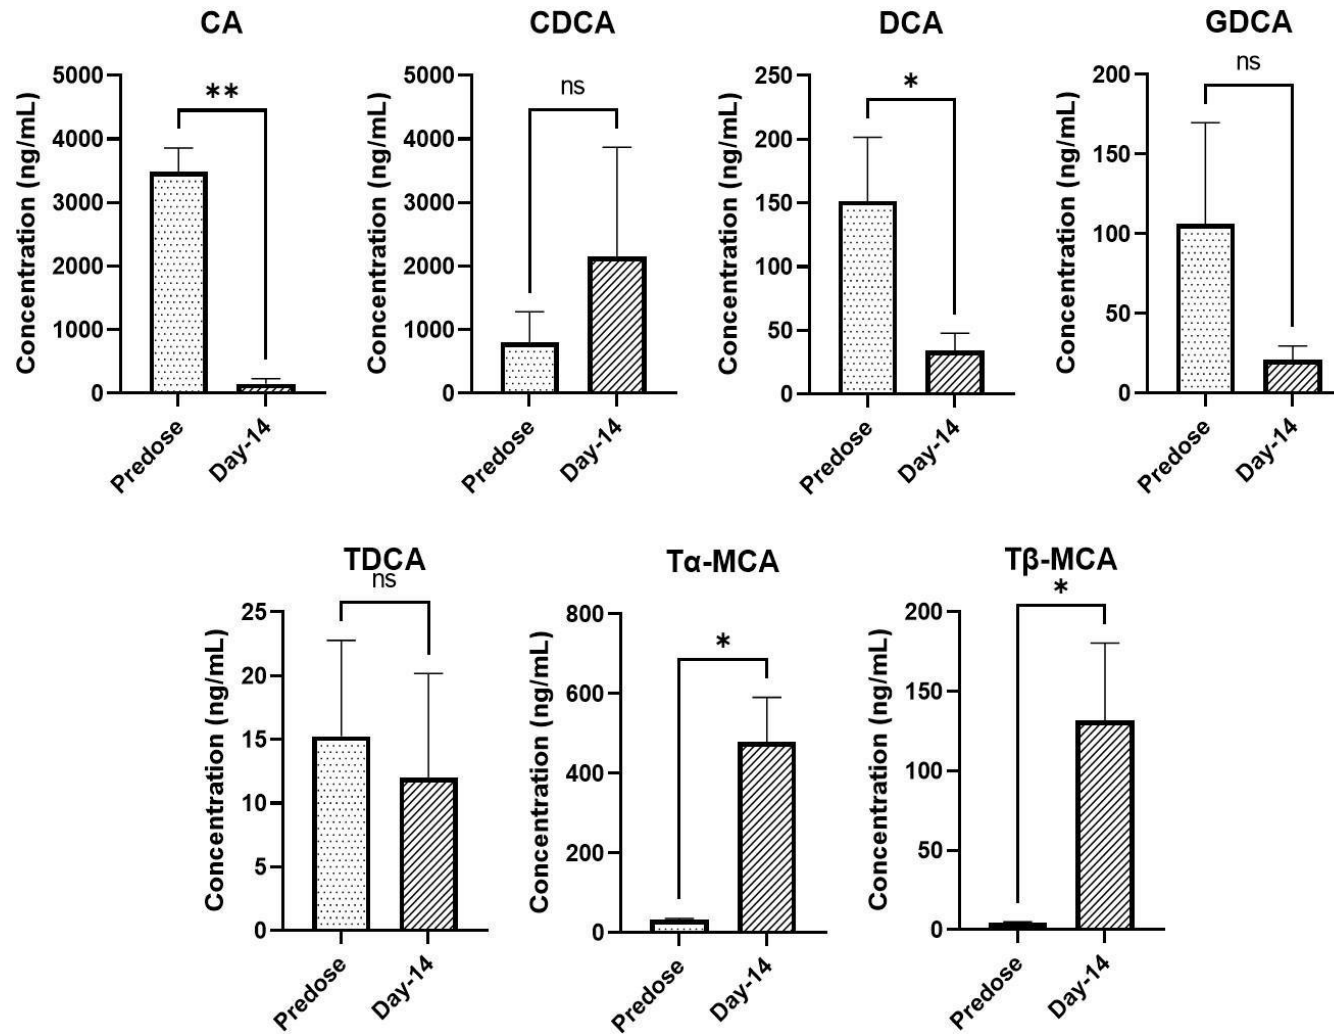 CA
CDCA
DCA
GDCA
Concentration (ng/mL)
5000
4000
3000
2000
1000
0
**
Predose
Day-14
Concentration (ng/mL)
5000
4000
3000
2000
1000
0
ns
Predose
Day-14
Concentration (ng/mL)
250
200
150
100
50
0
*
Predose
Day-14
Concentration (ng/mL)
200
150
100
50
0
ns
Predose
Day-14
TDCA
Tα-MCA
Tβ-MCA
Concentration (ng/mL)
25
20
15
10
5
0
ns
Predose
Day-14
Concentration (ng/mL)
800
600
400
200
0
*
Predose
Day-14
Concentration (ng/mL)
200
150
100
50
0
*
Predose
Day-14